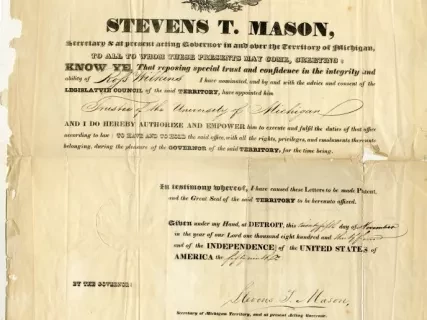 STEVENS T. MASON,
Secretary & at present acting Governor in and over the Territory of Michigan,
TO ALL TO WHOM THESE PRESENTS MAY COME, GREETING:
KNOW YE, That reposing special trust and confidence in the integrity and
ability of Ross Wilkins I have nominated, and by and with the advice and consent of the
LEGISLATIVE COUNCIL of the said TERRITORY, have appointed him
Trustee of the University of Michigan
AND I DO HEREBY AUTHORIZE AND EMPOWER him to execute and fulfil the duties of that office
according to law: TO HAVE AND TO HOLD the said office, with all the rights, privileges, and emoluments thereunto
belonging, during the pleasure of the GOVERNOR of the said TERRITORY, for the time being.
In testimony whereof, I have caused these Letters to be made Patent,
and the Great Seal of the said TERRITORY to be hereunto affixed.
Given under my Hand, at DETROIT, this twenty fifth day of November
in the year of our Lord one thousand eight hundred and thirty
and of the INDEPENDENCE of the UNITED STATES of
AMERICA the
BY THE GOVERNOR:
Stevens T. Mason,
Secretary of Michigan Territory, and at present Acting Governor.